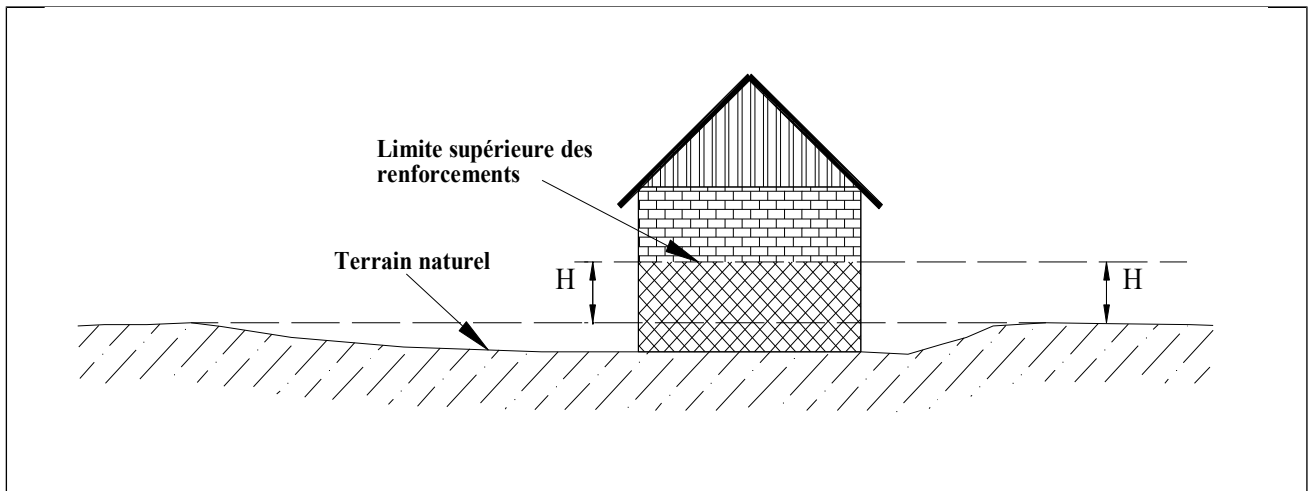 Limite supérieure des
renforcements
Terrain naturel
H
H